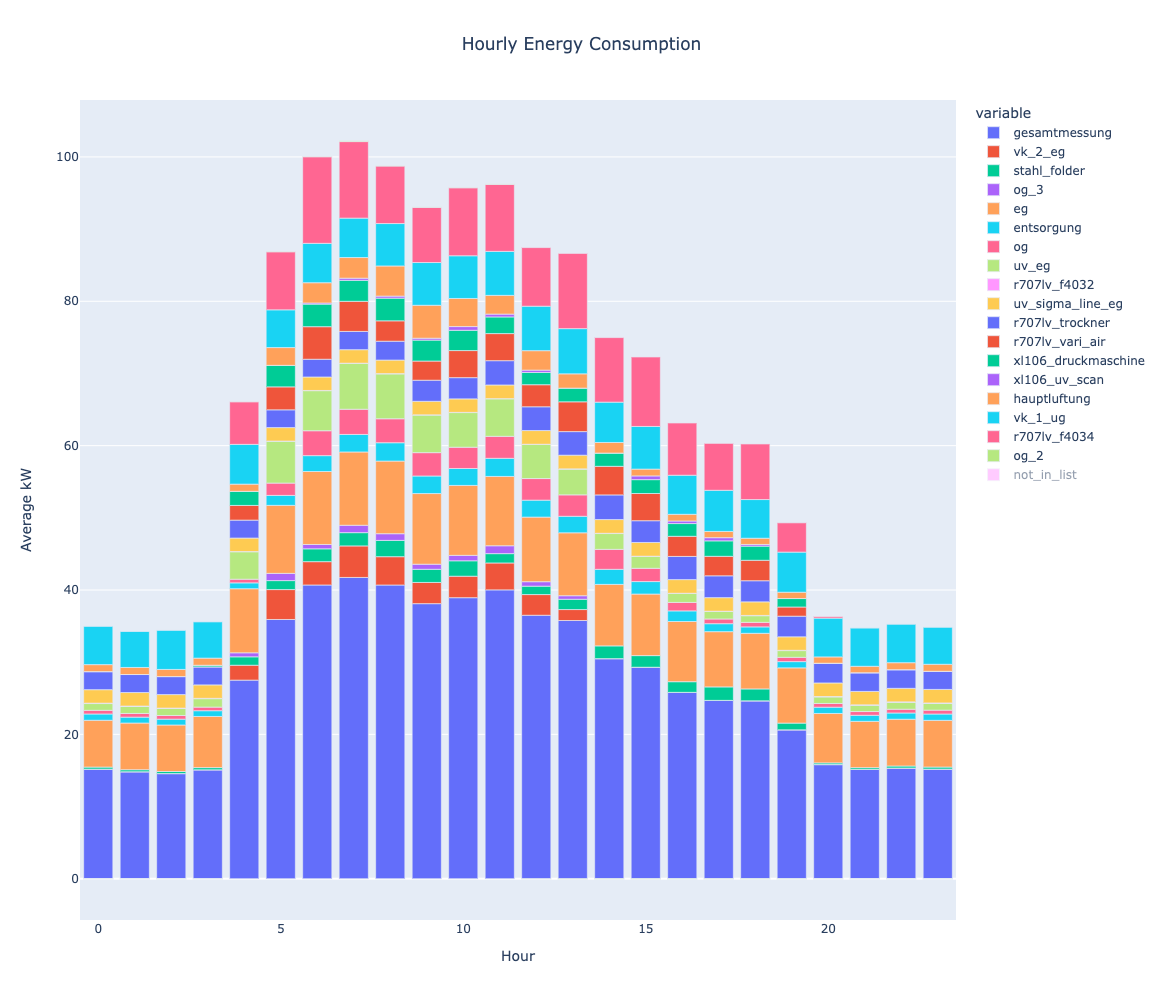 Hourly Energy Consumption
variable
gesamtmessung
vk_2_eg
stahl_folder
og_3
eg
entsorgung
og
uv_eg
r707lv_f4032
uv_sigma_line_eg
r707lv_trockner
r707lv_vari_air
xl106_druckmaschine
xl106_uv_scan
hauptluftung
vk_1_ug
r707lv_f4034
og_2
not_in_list
100
80
60
40
20
0
Average kW
0 5 10 15 20
Hour